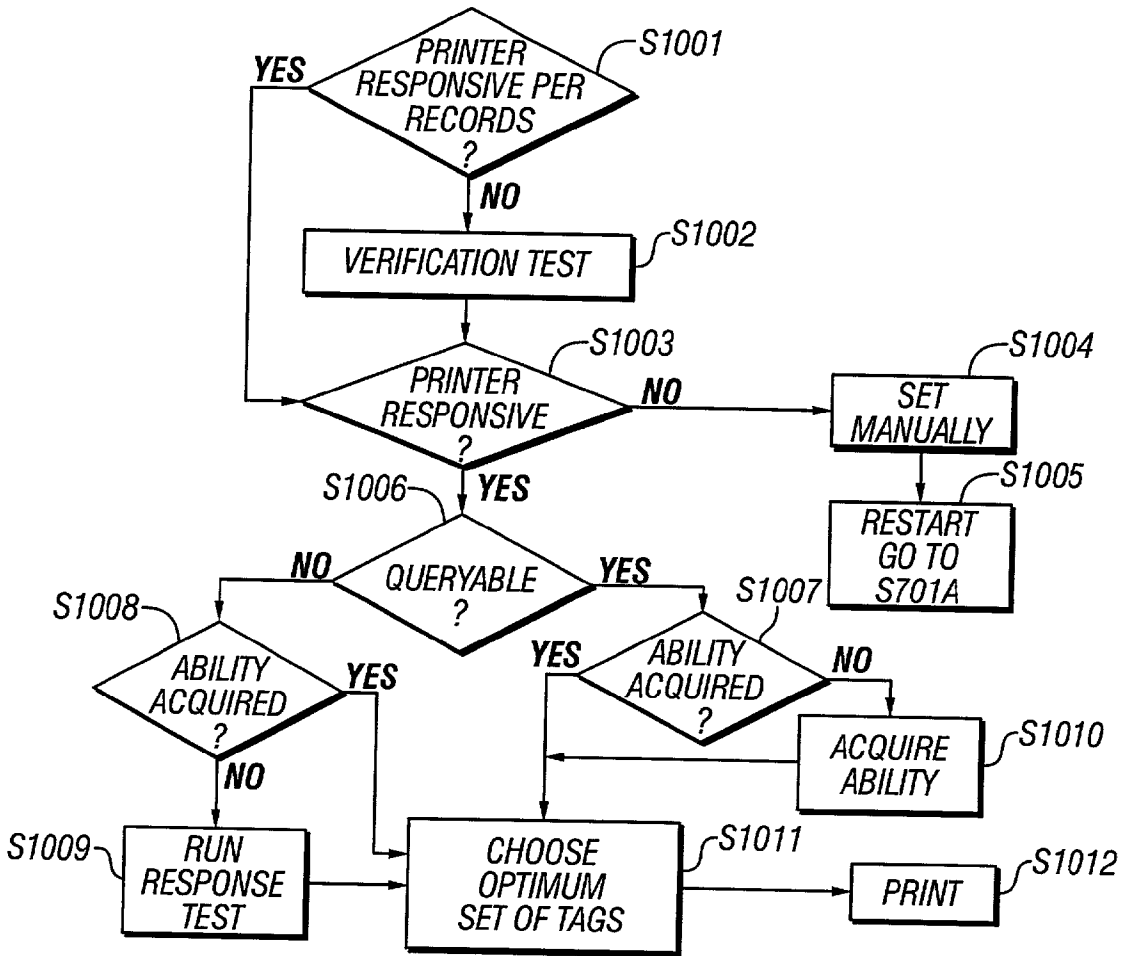 PRINTER
RESPONSIVE PER
RECORDS
?
S1001
YES
NO
VERIFICATION TEST
S1002
PRINTER
RESPONSIVE
?
S1003
NO
SET
MANUALLY
S1004
YES
RESTART
GO TO
S701A
S1005
S1006
QUERYABLE
?
NO
YES
S1008
ABILITY
ACQUIRED
?
YES
NO
S1007
ABILITY
ACQUIRED
?
YES
NO
ACQUIRE
ABILITY
S1010
S1009
RUN
RESPONSE
TEST
CHOOSE
OPTIMUM
SET OF TAGS
S1011
PRINT
S1012